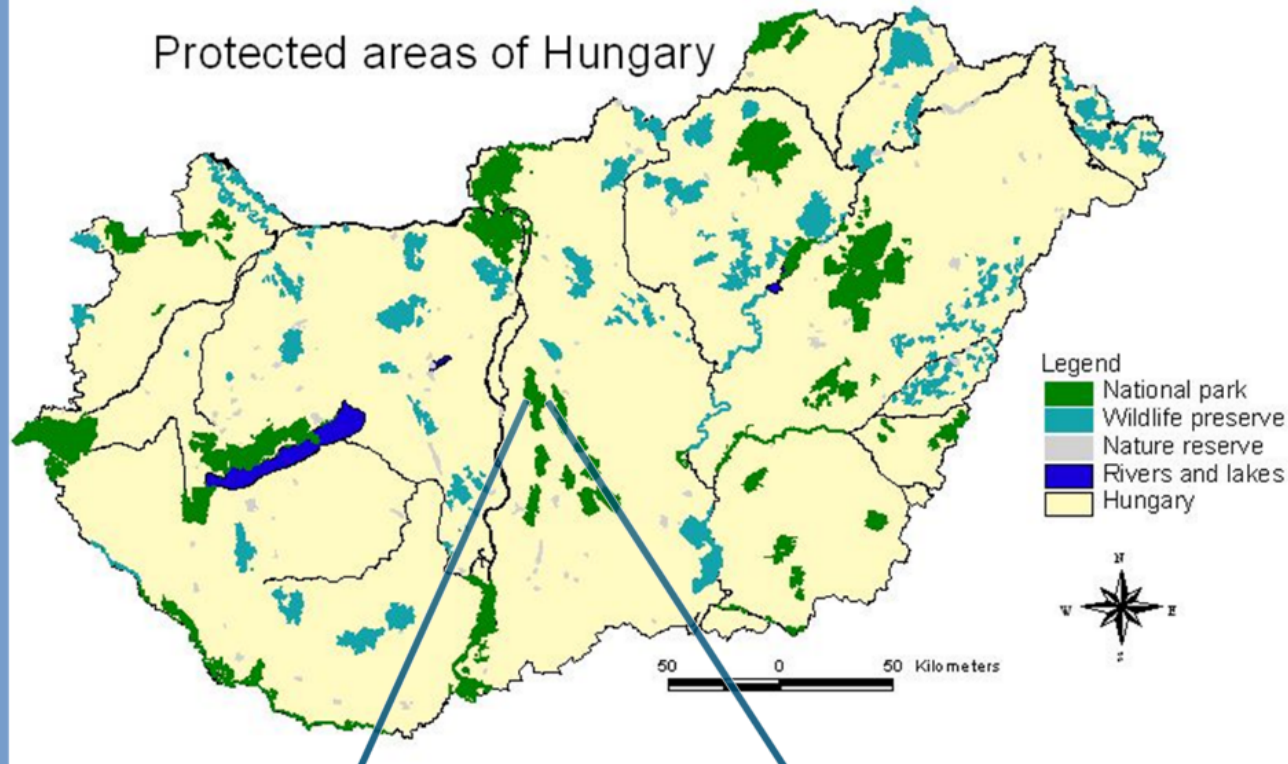 Protected areas of Hungary
Legend
National park
Wildlife preserve
Nature reserve
Rivers and lakes
Hungary
N
W E
S
50 0 50 Kilometers